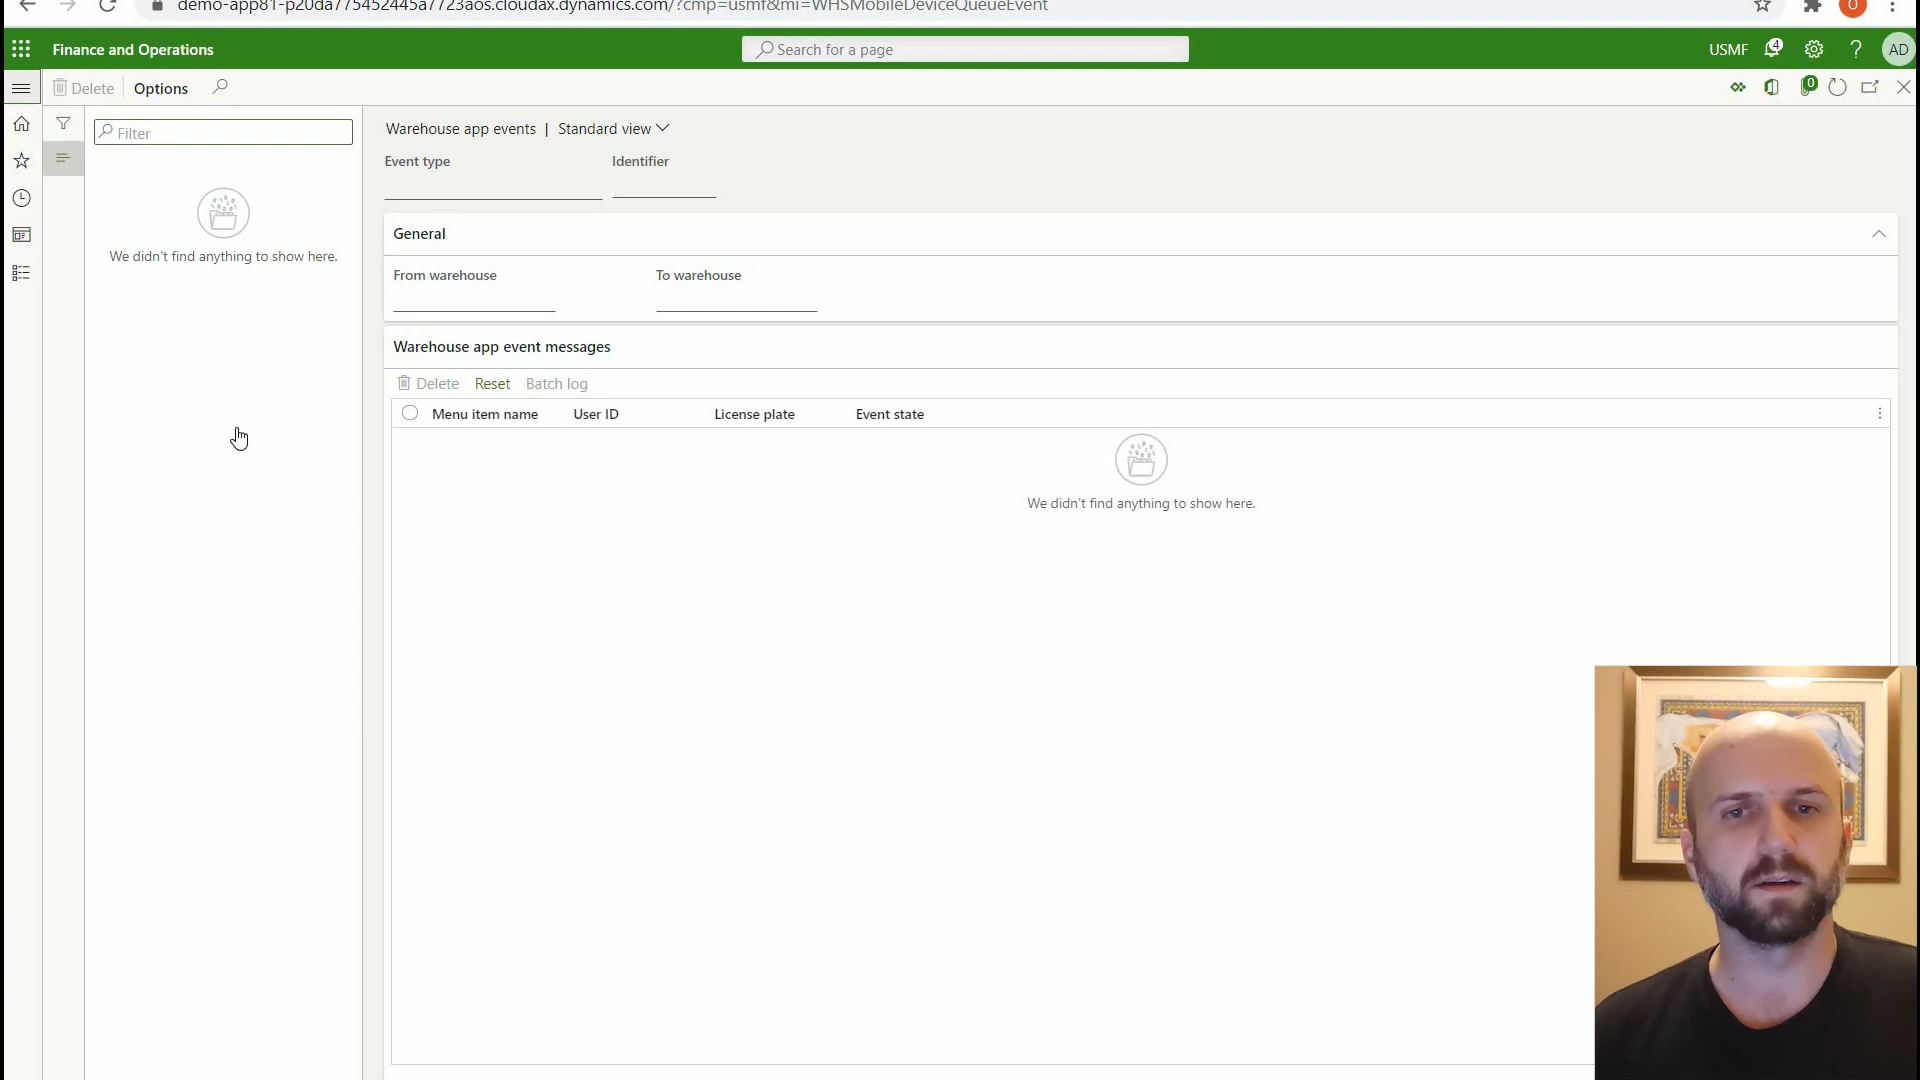 demo-app81-p20da775452445a7723aos.cloudax.dynamics.com/?cmp=usmf&mi=WHSMobileDeviceQueueEvent
O
Finance and Operations
Search for a page
USMF
4
?
AD
Delete
Options
0
Filter
We didn't find anything to show here.
Warehouse app events | Standard view
Event type
Identifier
General
From warehouse
To warehouse
Warehouse app event messages
Delete
Reset
Batch log
Menu item name
User ID
License plate
Event state
We didn't find anything to show here.